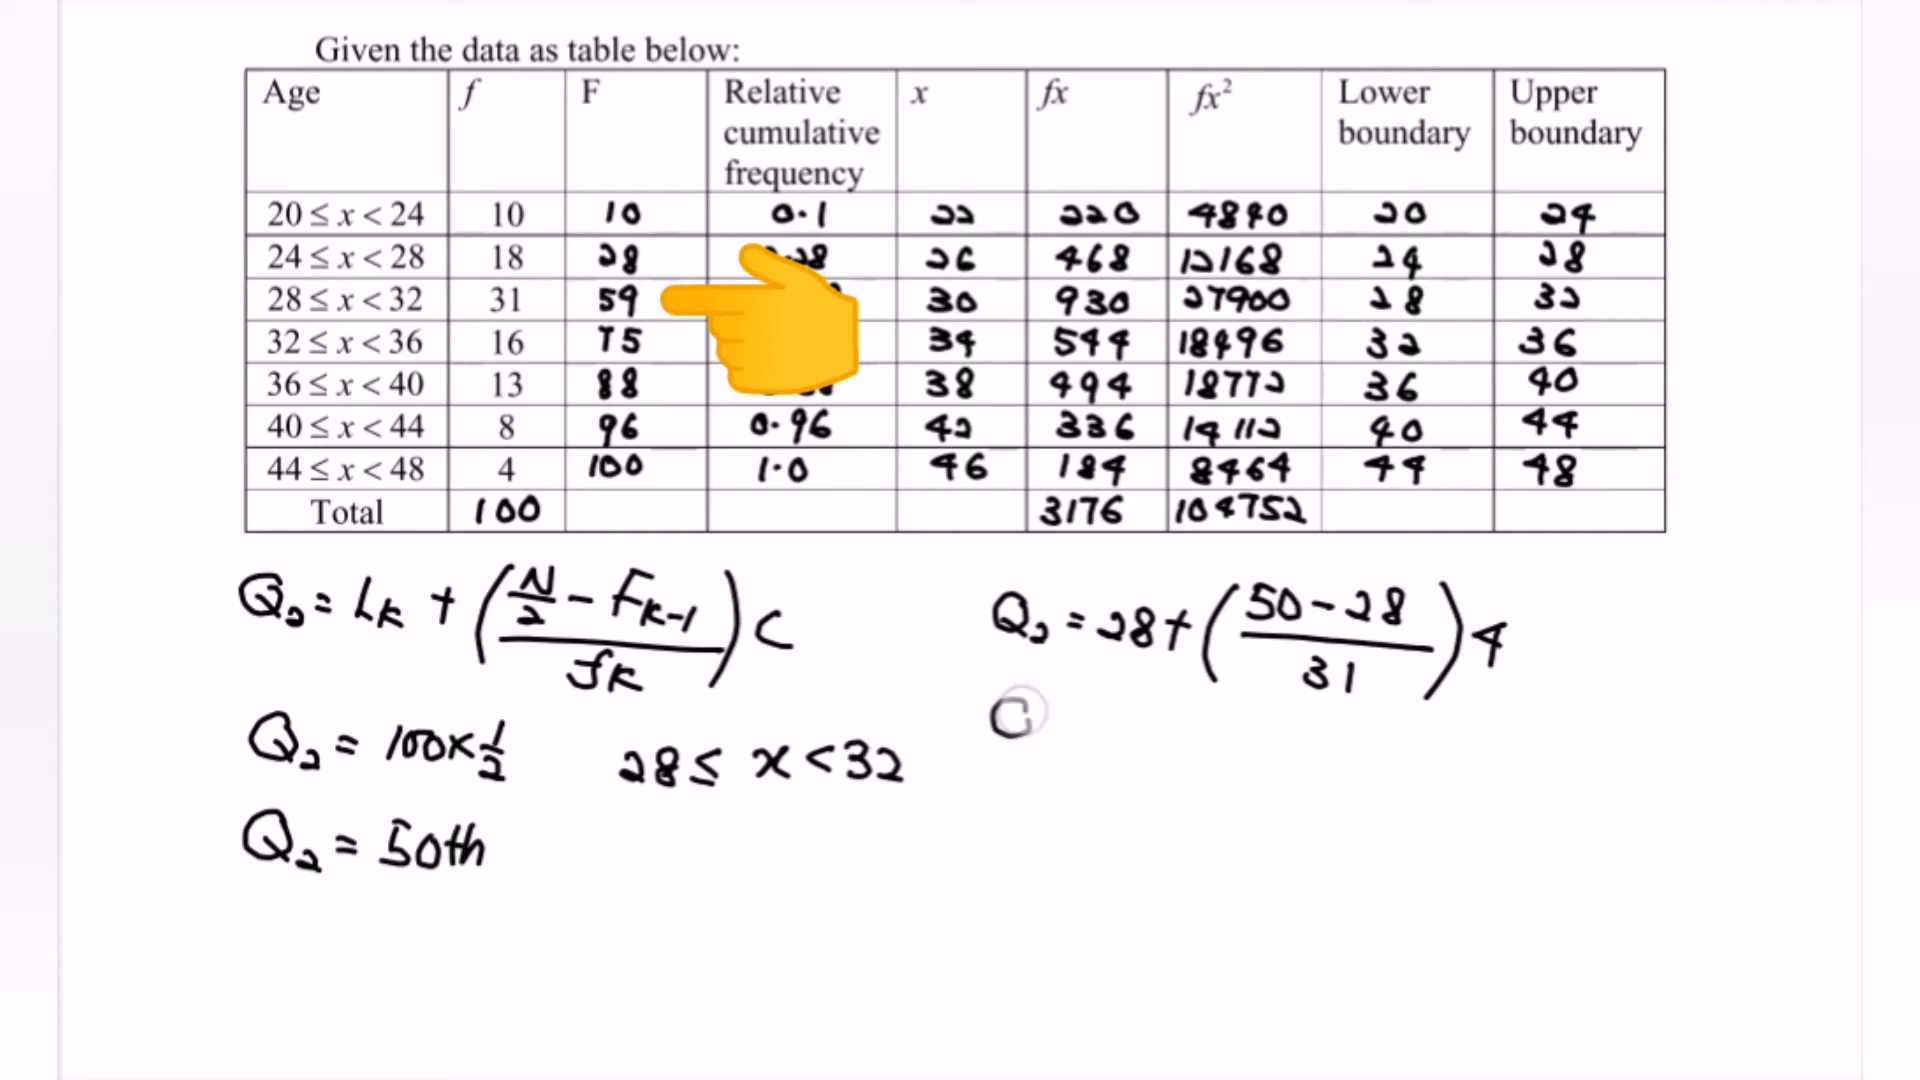 Given the data as table below:
Age f F Relative cumulative frequency x fx fx² Lower boundary Upper boundary
20 ≤ x < 24 10 10 0.1 22 220 4840 20 24
24 ≤ x < 28 18 28 .28 26 468 12168 24 28
28 ≤ x < 32 31 59 30 930 27900 28 32
32 ≤ x < 36 16 75 34 544 18496 32 36
36 ≤ x < 40 13 88 38 494 18772 36 40
40 ≤ x < 44 8 96 0.96 42 336 14112 40 44
44 ≤ x < 48 4 100 1.0 46 184 8464 44 48
Total 100 3176 104752
Q₂ = Lk + ((N/2 - Fk-1)/fk) C
Q₂ = 100 × 1/2 28 ≤ x < 32
Q₂ = 50th
Q₂ = 28 + ((50 - 28)/31) 4